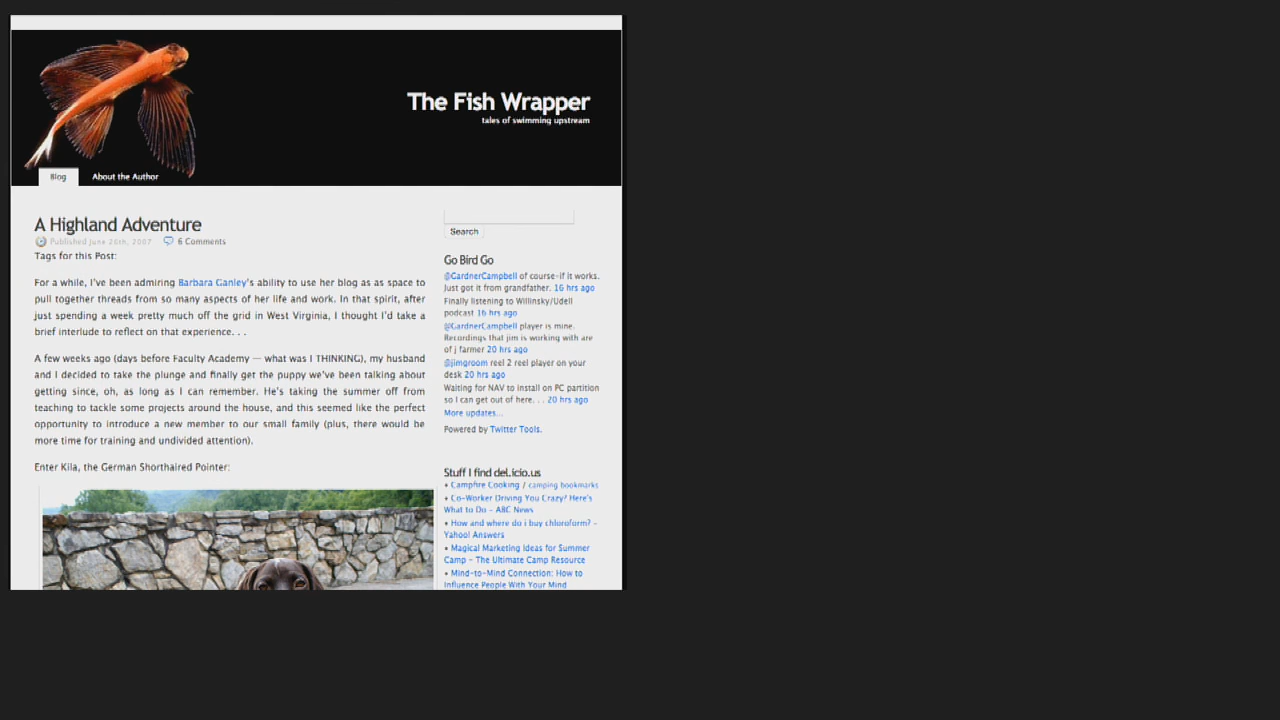 The Fish Wrapper
tales of swimming upstream
Blog
About the Author
A Highland Adventure
Published June 26th, 2007
6 Comments
Tags for this Post:
For a while, I've been admiring Barbara Ganley's ability to use her blog as as space to
pull together threads from so many aspects of her life and work. In that spirit, after
just spending a week pretty much off the grid in West Virginia, I thought I'd take a
brief interlude to reflect on that experience. . .
A few weeks ago (days before Faculty Academy — what was I THINKING), my husband
and I decided to take the plunge and finally get the puppy we've been talking about
getting since, oh, as long as I can remember. He's taking the summer off from
teaching to tackle some projects around the house, and this seemed like the perfect
opportunity to introduce a new member to our small family (plus, there would be
more time for training and undivided attention).
Enter Kila, the German Shorthaired Pointer:
Search
Go Bird Go
@GardnerCampbell of course-if it works.
Just got it from grandfather. 16 hrs ago
Finally listening to Willinsky/Udell
podcast 16 hrs ago
@GardnerCampbell player is mine.
Recordings that jim is working with are
of j farmer 20 hrs ago
@jimgroom reel 2 reel player on your
desk 20 hrs ago
Waiting for NAV to install on PC partition
so I can get out of here. . . 20 hrs ago
More updates...
Powered by Twitter Tools.
Stuff I find del.icio.us
• Campfire Cooking / camping bookmarks
• Co-Worker Driving You Crazy? Here's
What to Do - ABC News
• How and where do i buy chloroform? -
Yahoo! Answers
• Magical Marketing Ideas for Summer
Camp - The Ultimate Camp Resource
• Mind-to-Mind Connection: How to
Influence People With Your Mind